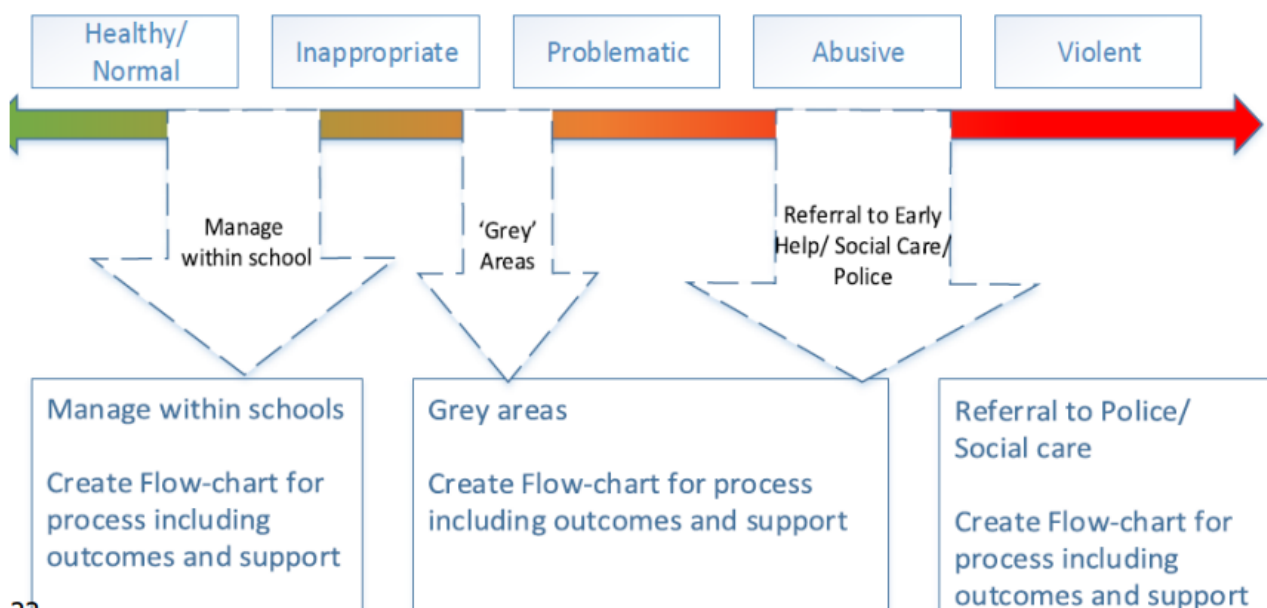 Healthy/
Normal
Inappropriate
Problematic
Abusive
Violent
Manage
within school
‘Grey’
Areas
Referral to Early
Help/ Social Care/
Police
Manage within schools
Create Flow-chart for
process including
outcomes and support
Grey areas
Create Flow-chart for process
including outcomes and support
Referral to Police/
Social care
Create Flow-chart for
process including
outcomes and support